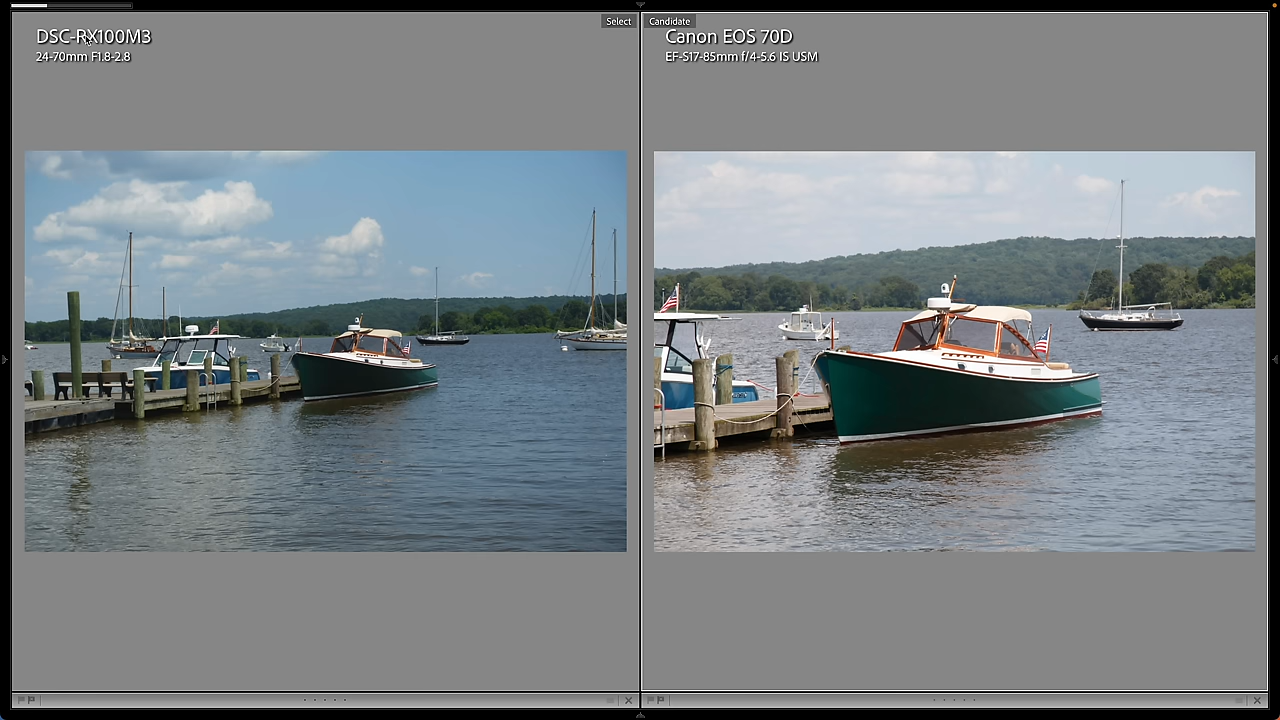 Select
Candidate
DSC-RX100M3
24-70mm F1.8-2.8
Canon EOS 70D
EF-S17-85mm f/4-5.6 IS USM